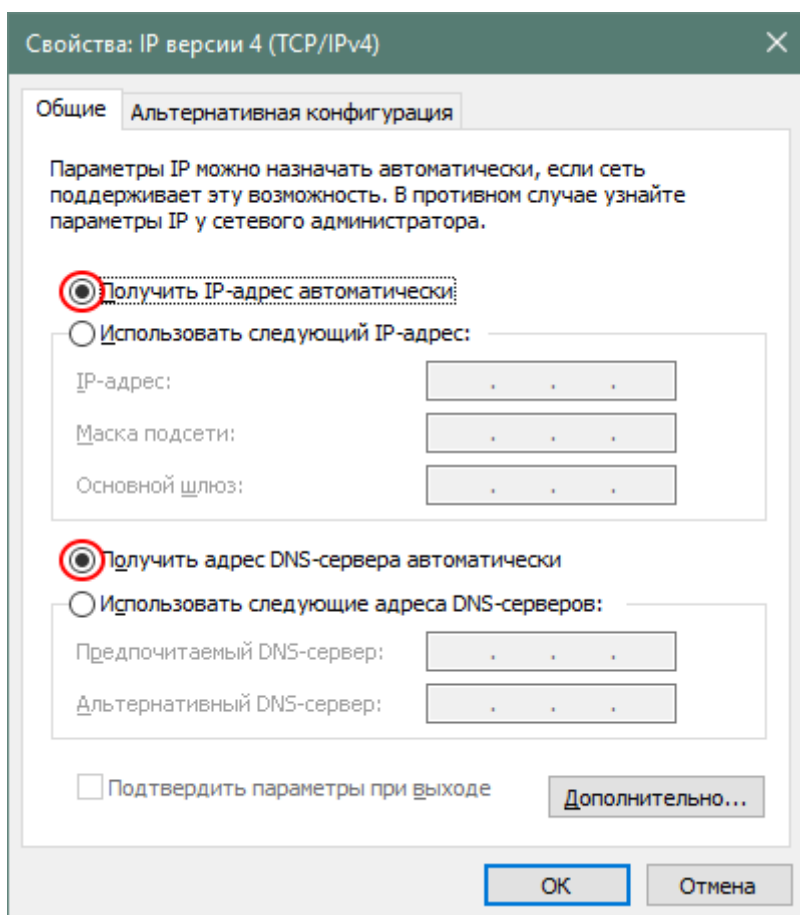 Свойства: IP версии 4 (TCP/IPv4)
Общие
Альтернативная конфигурация
Параметры IP можно назначать автоматически, если сеть
поддерживает эту возможность. В противном случае узнайте
параметры IP у сетевого администратора.
Получить IP-адрес автоматически
Использовать следующий IP-адрес:
IP-адрес:
Маска подсети:
Основной шлюз:
Получить адрес DNS-сервера автоматически
Использовать следующие адреса DNS-серверов:
Предпочитаемый DNS-сервер:
Альтернативный DNS-сервер:
Подтвердить параметры при выходе
Дополнительно...
ОК
Отмена